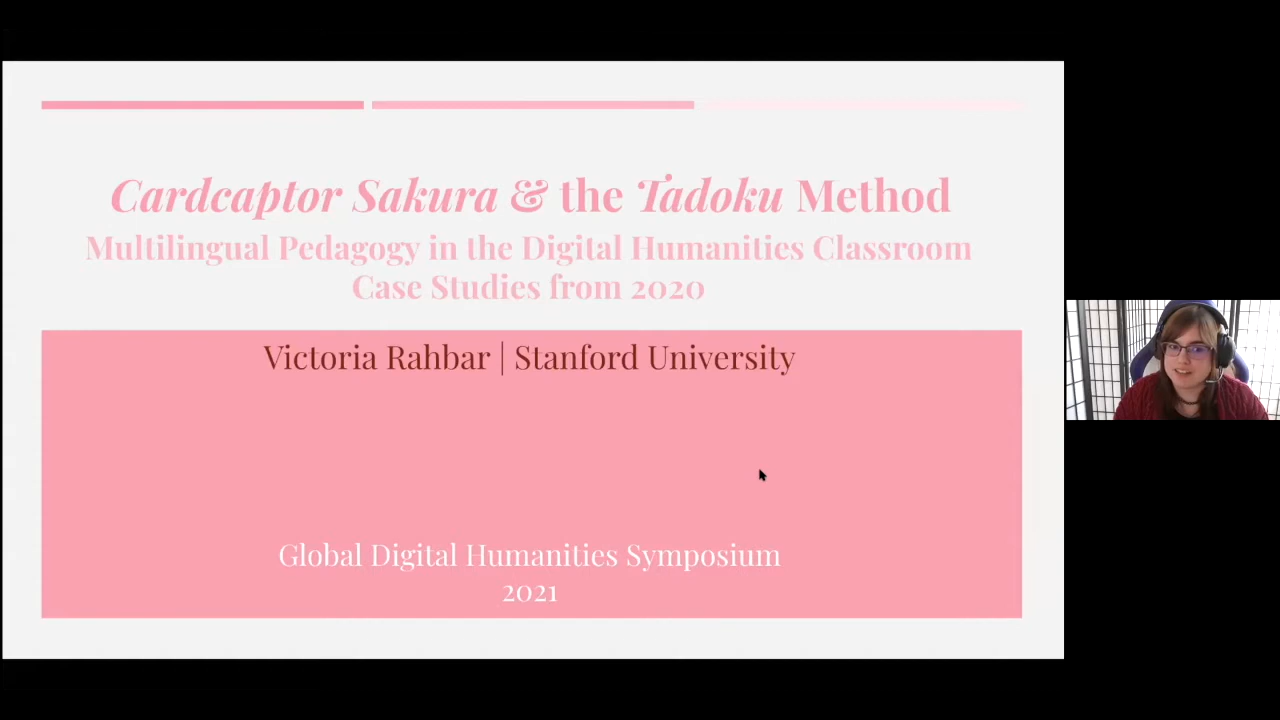 Cardcaptor Sakura & the Tadoku Method
Multilingual Pedagogy in the Digital Humanities Classroom
Case Studies from 2020
Victoria Rahbar | Stanford University
Global Digital Humanities Symposium
2021